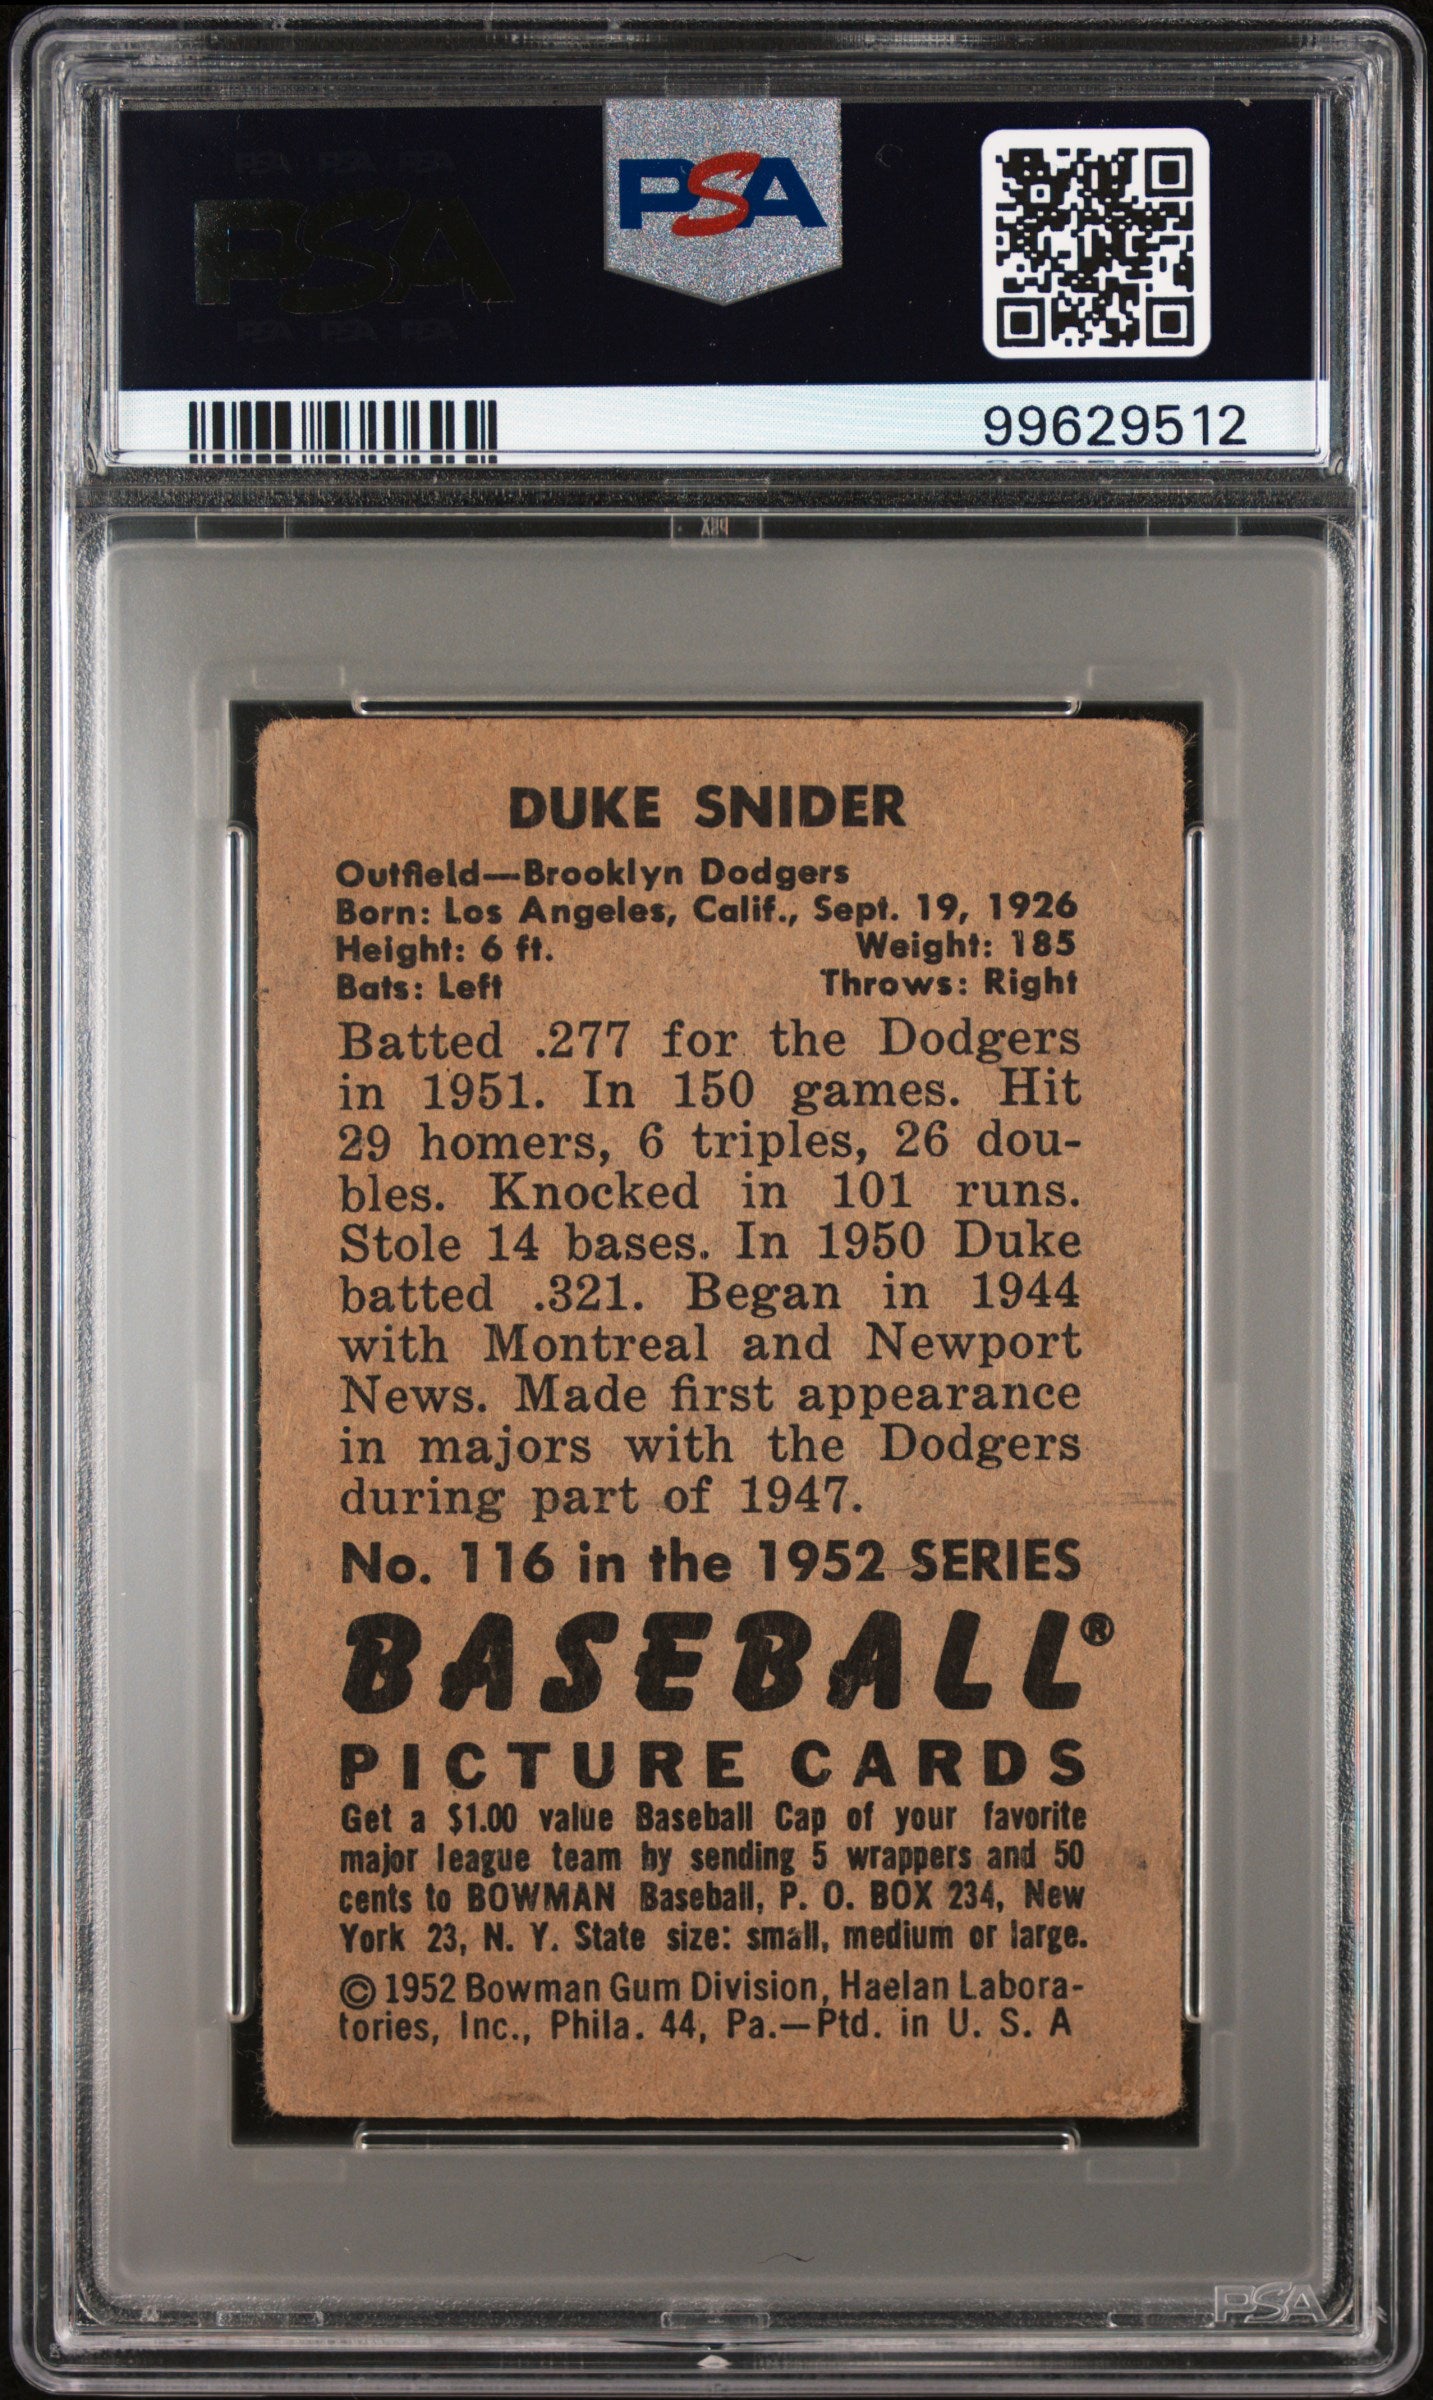 PSA PSA PSA
PSA
PSA PSA PSA
PSA
99629512
DUKE SNIDER
Outfield—Brooklyn Dodgers
Born: Los Angeles, Calif., Sept. 19, 1926
Height: 6 ft. Weight: 185
Bats: Left Throws: Right
Batted .277 for the Dodgers
in 1951. In 150 games. Hit
29 homers, 6 triples, 26 dou-
bles. Knocked in 101 runs.
Stole 14 bases. In 1950 Duke
batted .321. Began in 1944
with Montreal and Newport
News. Made first appearance
in majors with the Dodgers
during part of 1947.
No. 116 in the 1952 SERIES
BASEBALL®
PICTURE CARDS
Get a $1.00 value Baseball Cap of your favorite
major league team by sending 5 wrappers and 50
cents to BOWMAN Baseball, P. O. BOX 234, New
York 23, N. Y. State size: small, medium or large.
© 1952 Bowman Gum Division, Haelan Labora-
tories, Inc., Phila. 44, Pa.—Ptd. in U. S. A
PSA